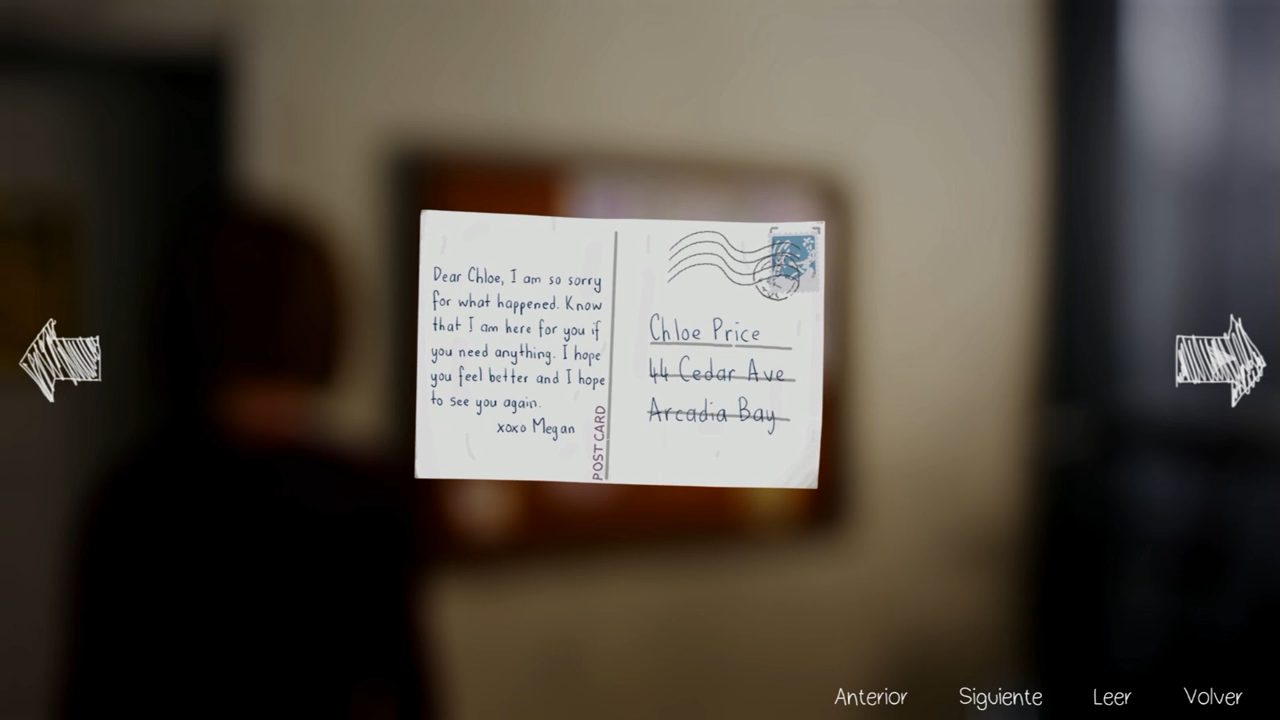 Dear Chloe, I am so sorry
for what happened. Know
that I am here for you if
you need anything. I hope
you feel better and I hope
to see you again.
xoxo Megan
POST CARD
Chloe Price
44 Cedar Ave
Arcadia Bay
Anterior
Siguiente
Leer
Volver